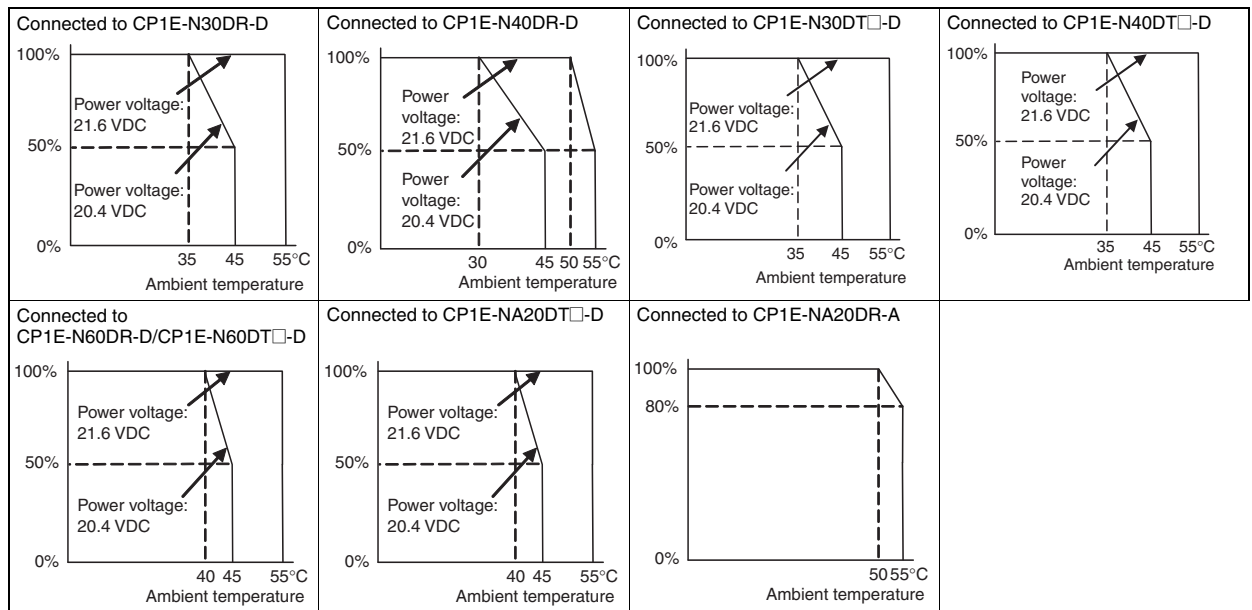 Connected to CP1E-N30DR-D
100%
Power voltage:
21.6 VDC
50%
Power voltage:
20.4 VDC
0%
35 45 55°C
Ambient temperature
Connected to CP1E-N40DR-D
100%
Power
voltage:
21.6 VDC
50%
Power
voltage:
20.4 VDC
0%
30 45 50 55°C
Ambient temperature
Connected to CP1E-N30DT□-D
100%
Power voltage:
21.6 VDC
50%
Power voltage:
20.4 VDC
0%
35 45 55°C
Ambient temperature
Connected to CP1E-N40DT□-D
100%
Power
voltage:
21.6 VDC
50%
Power
voltage:
20.4 VDC
0%
35 45 55°C
Ambient temperature
Connected to
CP1E-N60DR-D/CP1E-N60DT□-D
100%
Power voltage:
21.6 VDC
50%
Power voltage:
20.4 VDC
0%
40 45 55°C
Ambient temperature
Connected to CP1E-NA20DT□-D
100%
Power voltage:
21.6 VDC
50%
Power voltage:
20.4 VDC
0%
40 45 55°C
Ambient temperature
Connected to CP1E-NA20DR-A
100%
80%
0%
50 55°C
Ambient temperature